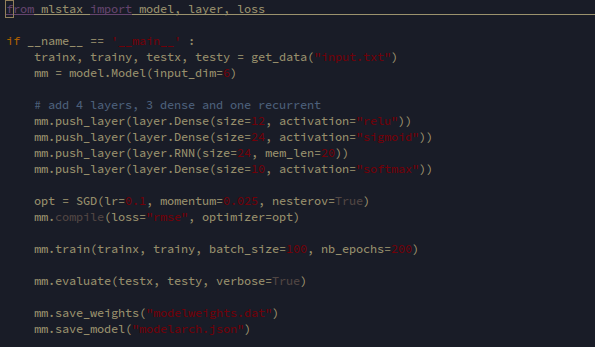 from mlstax import model, layer, loss
if __name__ == '__main__' :
trainx, trainy, testx, testy = get_data("input.txt")
mm = model.Model(input_dim=6)
# add 4 layers, 3 dense and one recurrent
mm.push_layer(layer.Dense(size=12, activation="relu"))
mm.push_layer(layer.Dense(size=24, activation="sigmoid"))
mm.push_layer(layer.RNN(size=24, mem_len=20))
mm.push_layer(layer.Dense(size=10, activation="softmax"))
opt = SGD(lr=0.1, momentum=0.025, nesterov=True)
mm.compile(loss="rmse", optimizer=opt)
mm.train(trainx, trainy, batch_size=100, nb_epochs=200)
mm.evaluate(testx, testy, verbose=True)
mm.save_weights("modelweights.dat")
mm.save_model("modelarch.json")